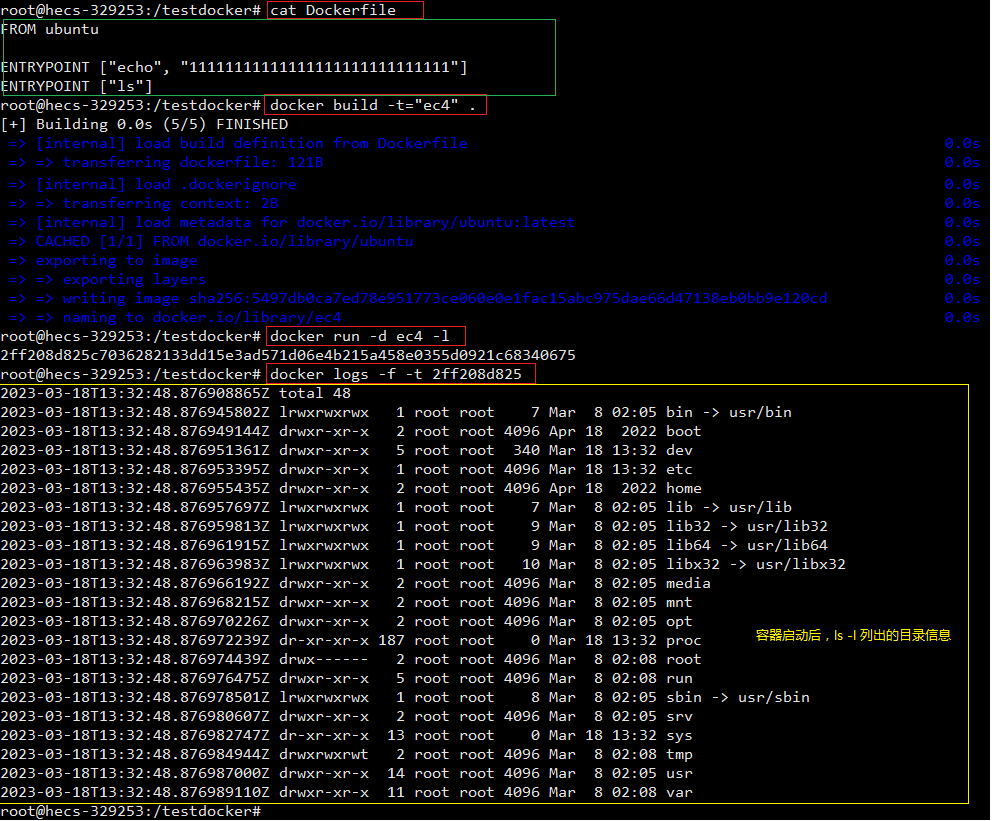 root@hecs-329253:/testdocker# cat Dockerfile
FROM ubuntu
ENTRYPOINT ["echo", "11111111111111111111111111111"]
ENTRYPOINT ["ls"]
root@hecs-329253:/testdocker# docker build -t="ec4" .
[+] Building 0.0s (5/5) FINISHED
=> [internal] load build definition from Dockerfile 0.0s
=> => transferring dockerfile: 121B 0.0s
=> [internal] load .dockerignore 0.0s
=> => transferring context: 2B 0.0s
=> [internal] load metadata for docker.io/library/ubuntu:latest 0.0s
=> CACHED [1/1] FROM docker.io/library/ubuntu 0.0s
=> exporting to image 0.0s
=> => exporting layers 0.0s
=> => writing image sha256:5497db0ca7ed78e951773ce060e0e1fac15abc975dae66d47138eb0bb9e120cd 0.0s
=> => naming to docker.io/library/ec4 0.0s
root@hecs-329253:/testdocker# docker run -d ec4 -l
2ff208d825c7036282133dd15e3ad571d06e4b215a458e0355d0921c68340675
root@hecs-329253:/testdocker# docker logs -f -t 2ff208d825
2023-03-18T13:32:48.876908865Z total 48
2023-03-18T13:32:48.876945802Z lrwxrwxrwx 1 root root 7 Mar 8 02:05 bin -> usr/bin
2023-03-18T13:32:48.876949144Z drwxr-xr-x 2 root root 4096 Apr 18 2022 boot
2023-03-18T13:32:48.876951361Z drwxr-xr-x 5 root root 340 Mar 18 13:32 dev
2023-03-18T13:32:48.876953395Z drwxr-xr-x 1 root root 4096 Mar 18 13:32 etc
2023-03-18T13:32:48.876955435Z drwxr-xr-x 2 root root 4096 Apr 18 2022 home
2023-03-18T13:32:48.876957697Z lrwxrwxrwx 1 root root 7 Mar 8 02:05 lib -> usr/lib
2023-03-18T13:32:48.876959813Z lrwxrwxrwx 1 root root 9 Mar 8 02:05 lib32 -> usr/lib32
2023-03-18T13:32:48.876961915Z lrwxrwxrwx 1 root root 9 Mar 8 02:05 lib64 -> usr/lib64
2023-03-18T13:32:48.876963983Z lrwxrwxrwx 1 root root 10 Mar 8 02:05 libx32 -> usr/libx32
2023-03-18T13:32:48.876966192Z drwxr-xr-x 2 root root 4096 Mar 8 02:05 media
2023-03-18T13:32:48.876968215Z drwxr-xr-x 2 root root 4096 Mar 8 02:05 mnt
2023-03-18T13:32:48.876970226Z drwxr-xr-x 2 root root 4096 Mar 8 02:05 opt
2023-03-18T13:32:48.876972239Z dr-xr-xr-x 187 root root 0 Mar 18 13:32 proc
容器启动后，ls -l 列出的目录信息
2023-03-18T13:32:48.876974439Z drwx------ 2 root root 4096 Mar 8 02:08 root
2023-03-18T13:32:48.876976475Z drwxr-xr-x 5 root root 4096 Mar 8 02:08 run
2023-03-18T13:32:48.876978501Z lrwxrwxrwx 1 root root 8 Mar 8 02:05 sbin -> usr/sbin
2023-03-18T13:32:48.876980607Z drwxr-xr-x 2 root root 4096 Mar 8 02:05 srv
2023-03-18T13:32:48.876982747Z dr-xr-xr-x 13 root root 0 Mar 18 13:32 sys
2023-03-18T13:32:48.876984944Z drwxrwxrwt 2 root root 4096 Mar 8 02:08 tmp
2023-03-18T13:32:48.876987000Z drwxr-xr-x 14 root root 4096 Mar 8 02:05 usr
2023-03-18T13:32:48.876989110Z drwxr-xr-x 11 root root 4096 Mar 8 02:08 var
root@hecs-329253:/testdocker#